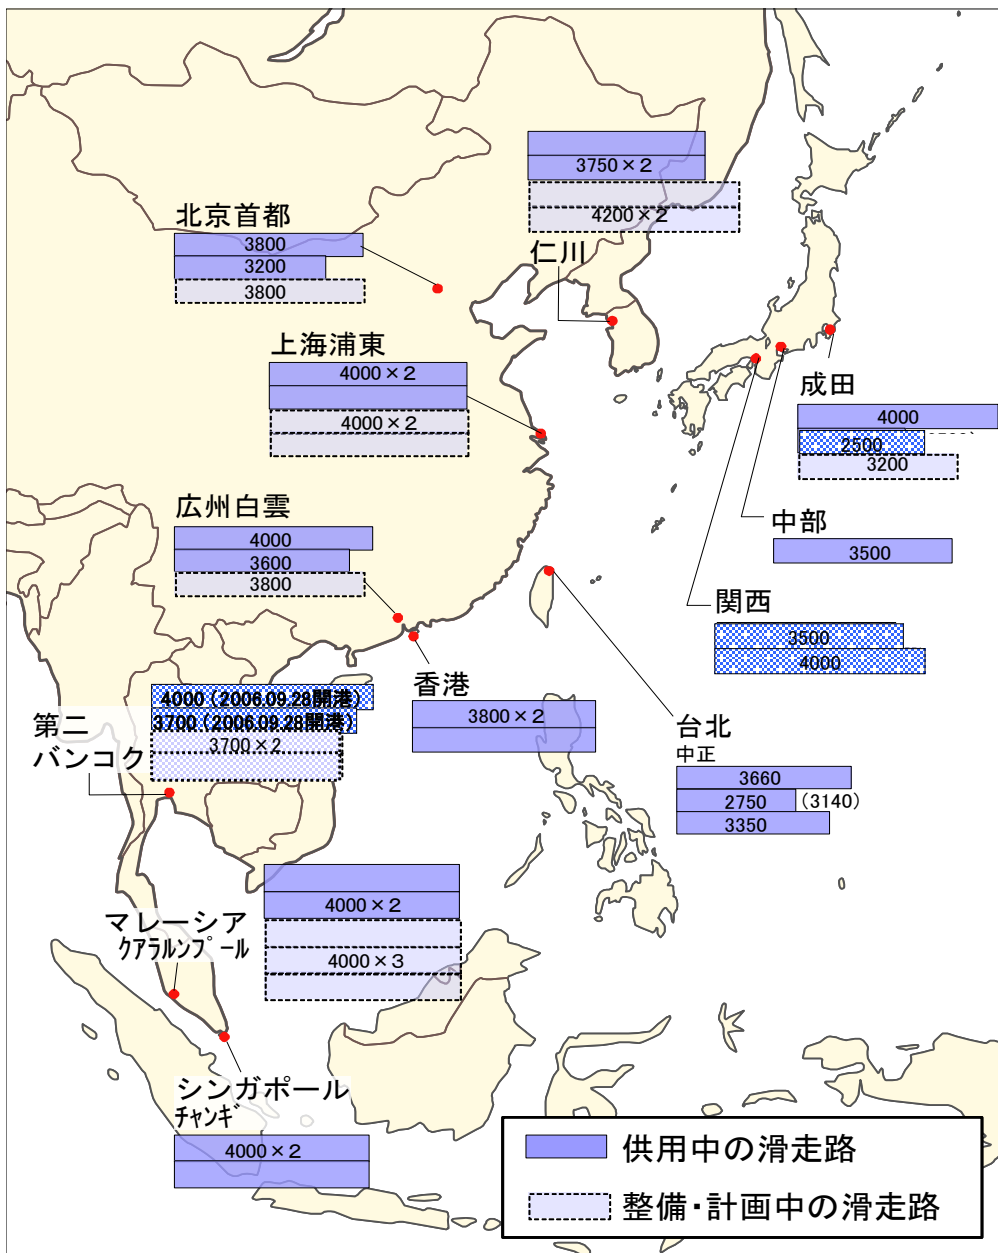 3750×2
4200×2
仁川
北京首都
3800
3200
3800
上海浦東
4000×2
4000×2
成田
4000
2500
3200
中部
3500
関西
3500
4000
広州白雲
4000
3600
3800
香港
3800×2
第二
バンコク
4000（2006.09.28開港）
3700（2006.09.28開港）
3700×2
台北
中正
3660
2750（3140）
3350
マレーシア
ｸｱﾗﾙﾝﾌﾟｰﾙ
4000×2
4000×3
シンガポール
ﾁｬﾝｷﾞ
4000×2
供用中の滑走路
整備・計画中の滑走路